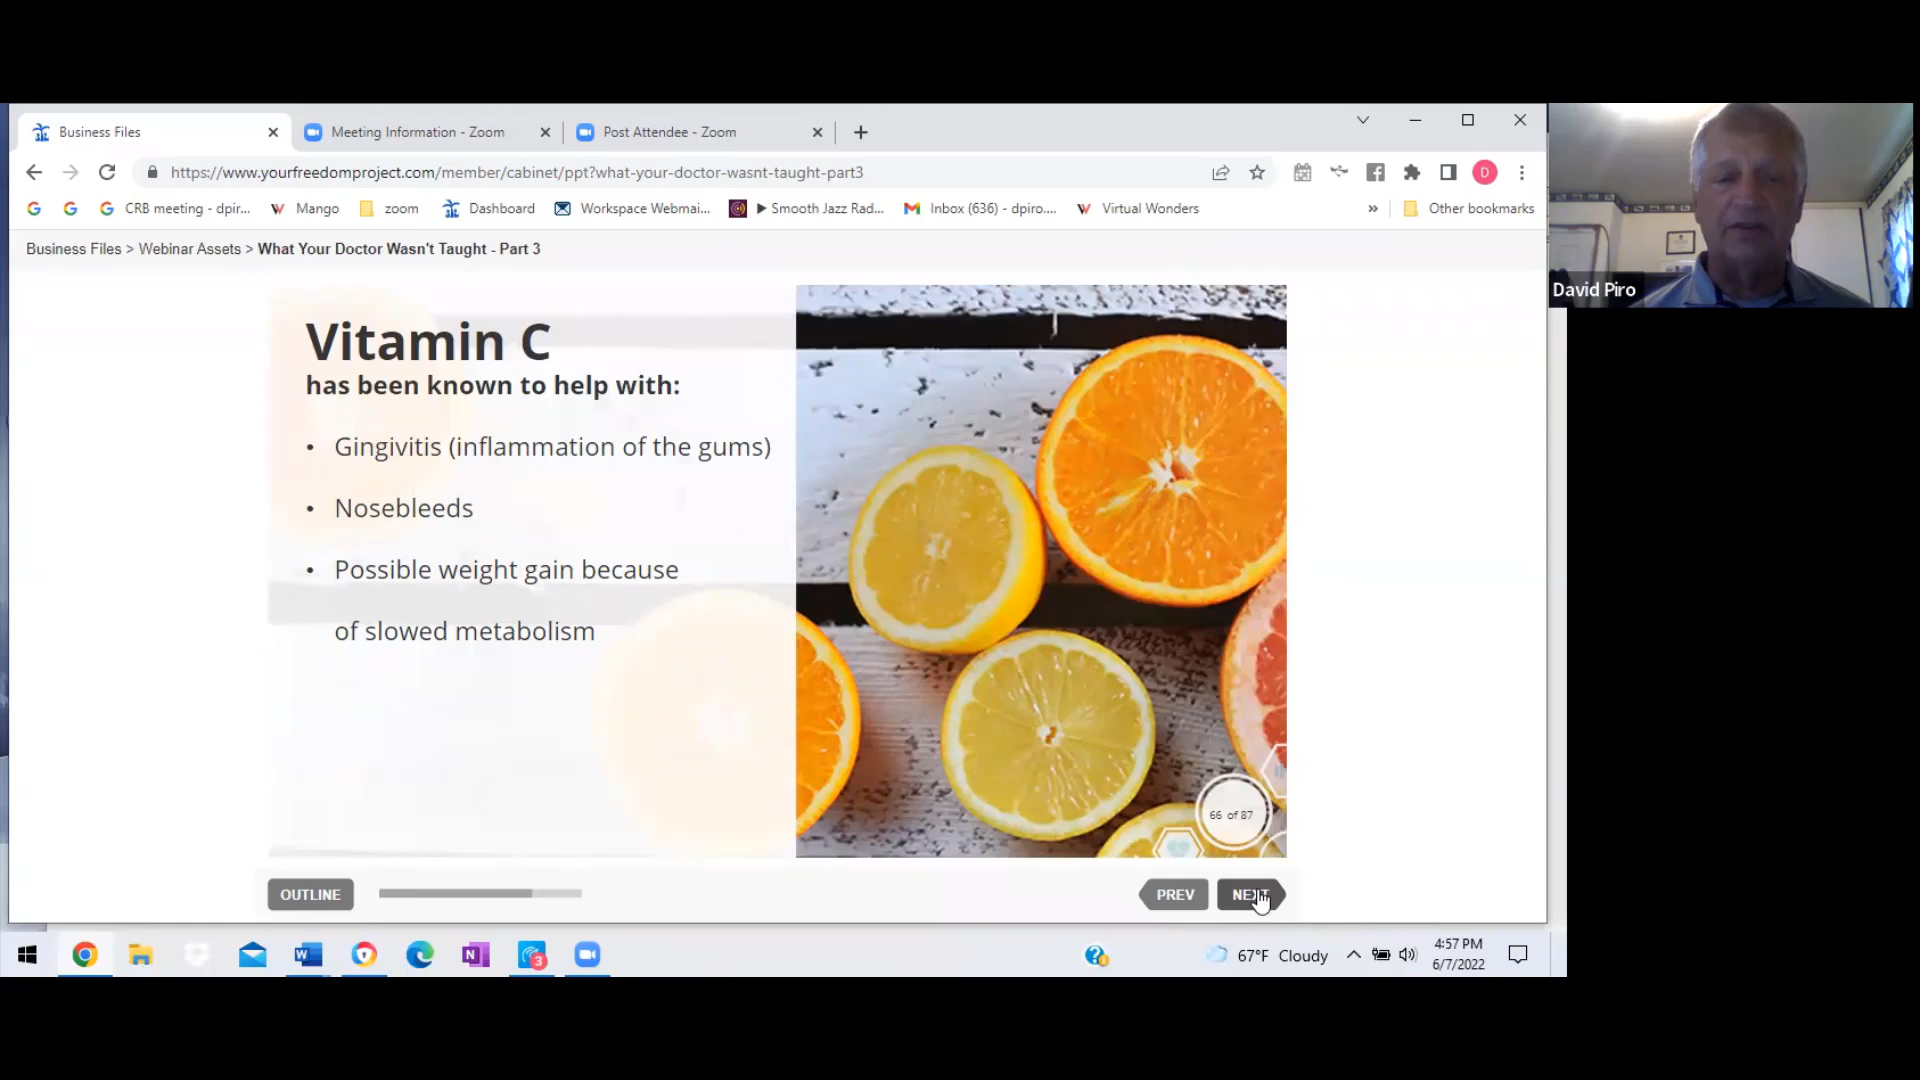 Business Files
Meeting Information - Zoom
Post Attendee - Zoom
https://www.yourfreedomproject.com/member/cabinet/ppt?what-your-doctor-wasnt-taught-part3
D
CRB meeting - dpir...
Mango
zoom
Dashboard
Workspace Webmai...
Smooth Jazz Rad...
Inbox (636) - dpiro....
Virtual Wonders
»
Other bookmarks
Business Files > Webinar Assets > What Your Doctor Wasn't Taught - Part 3
David Piro
Vitamin C
has been known to help with:
• Gingivitis (inflammation of the gums)
• Nosebleeds
• Possible weight gain because
of slowed metabolism
66 of 87
OUTLINE
PREV
NEXT
3
67°F Cloudy
4:57 PM
6/7/2022